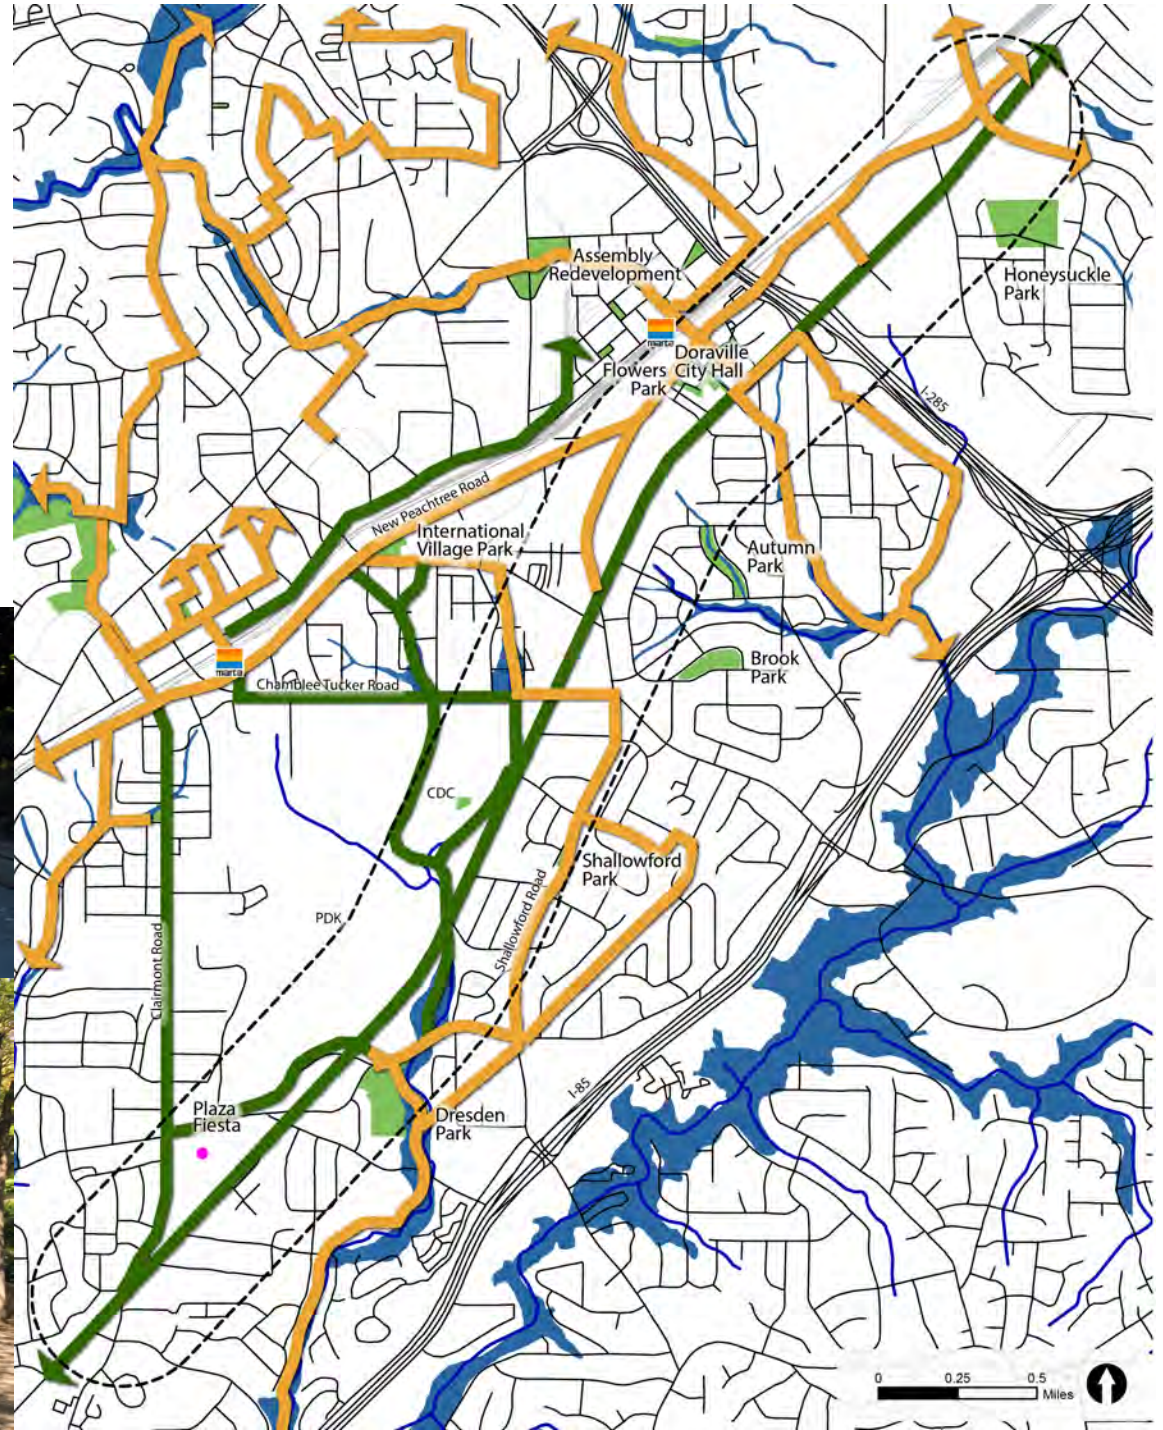 Assembly
Redevelopment
Honeysuckle
Park
marta
Doraville
City Hall
Flowers
Park
I-285
New Peachtree Road
International
Village Park
Autumn
Park
marta
Brook
Park
Chamblee Tucker Road
CDC
Shallowford
Park
PDK
Shallowford Road
Clairmont Road
I-85
Plaza
Fiesta
Dresden
Park
0 0.25 0.5
Miles